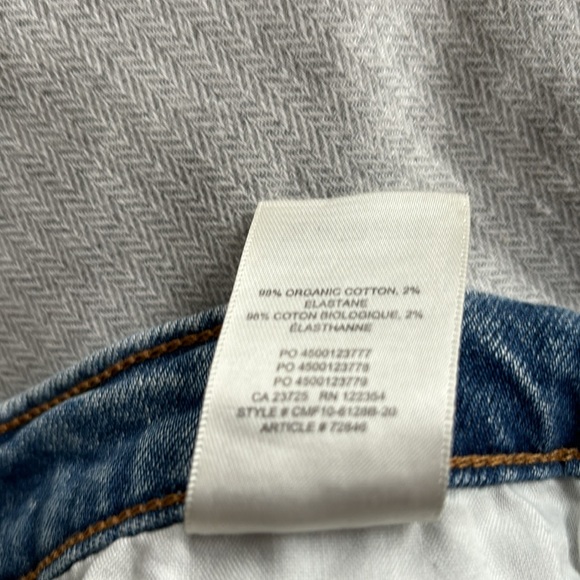 98% ORGANIC COTTON, 2%
ELASTANE
98% COTON BIOLOGIQUE, 2%
ÉLASTHANNE
PO 4500123777
PO 4500123778
PO 4500123779
CA 23725 RN 122354
STYLE # CMF10-6128B-20
ARTICLE # 72846